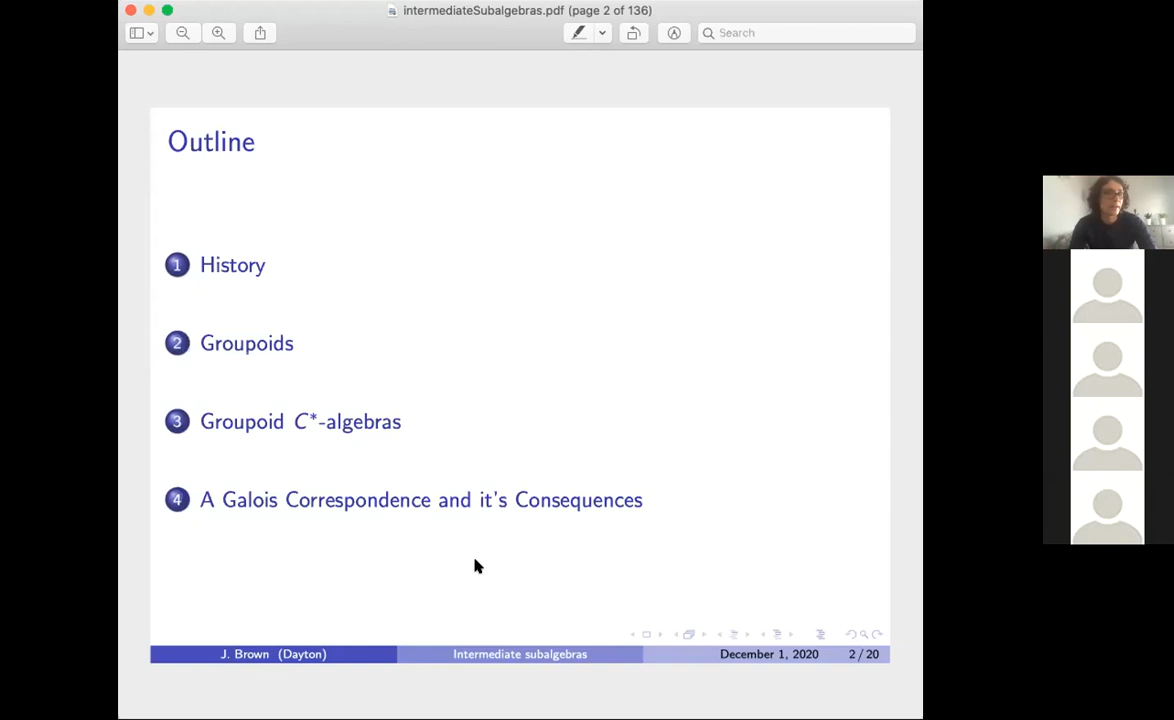 intermediateSubalgebras.pdf (page 2 of 136)
Search
Outline
1 History
2 Groupoids
3 Groupoid C*-algebras
4 A Galois Correspondence and it's Consequences
J. Brown (Dayton) Intermediate subalgebras December 1, 2020 2 / 20